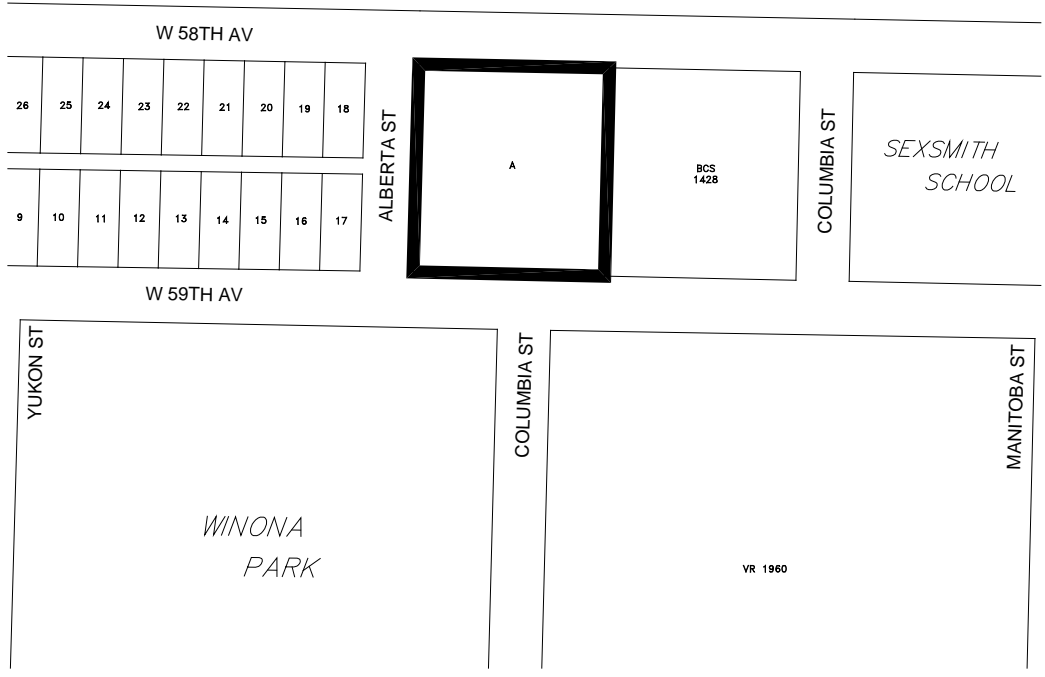 W 58TH AV
26 25 24 23 22 21 20 19 18
ALBERTA ST
A
BCS
1428
COLUMBIA ST
SEXSMITH
SCHOOL
9 10 11 12 13 14 15 16 17
W 59TH AV
YUKON ST
COLUMBIA ST
MANITOBA ST
WINONA
PARK
VR 1960